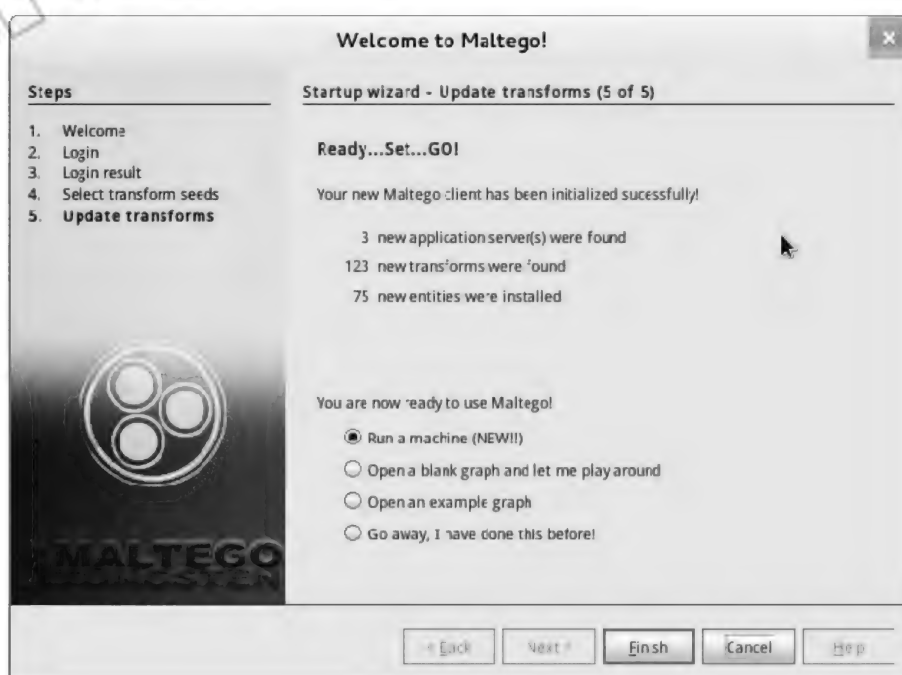 Welcome to Maltego!
Steps
1. Welcome
2. Login
3. Login result
4. Select transform seeds
5. Update transforms
Startup wizard - Update transforms (5 of 5)
Ready...Set...GO!
Your new Maltego client has been initialized sucessfully!
3 new application server(s) were found
123 new transforms were found
75 new entities were installed
You are now ready to use Maltego!
Run a machine (NEW!!)
Open a blank graph and let me play around
Open an example graph
Go away, I have done this before!
MALTEGO
TUNGSTEN
< Back
Next >
Finish
Cancel
Help